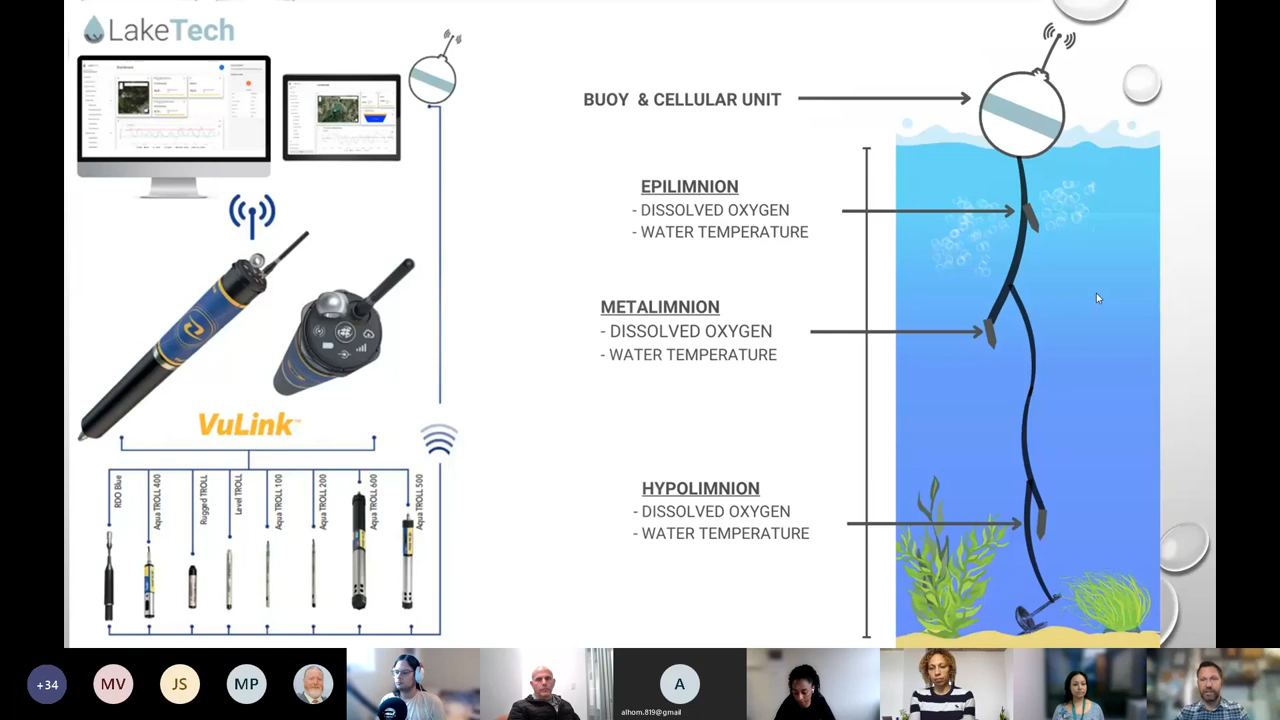 LakeTech
BUOY & CELLULAR UNIT
EPILIMNION
- DISSOLVED OXYGEN
- WATER TEMPERATURE
METALIMNION
- DISSOLVED OXYGEN
- WATER TEMPERATURE
HYPOLIMNION
- DISSOLVED OXYGEN
- WATER TEMPERATURE
VuLink™
RDO Blue
Aqua TROLL 400
Rugged TROLL
Level TROLL
Aqua TROLL 100
Aqua TROLL 200
Aqua TROLL 600
Aqua TROLL 500
+34
MV
JS
MP
A
alhom.819@gmail